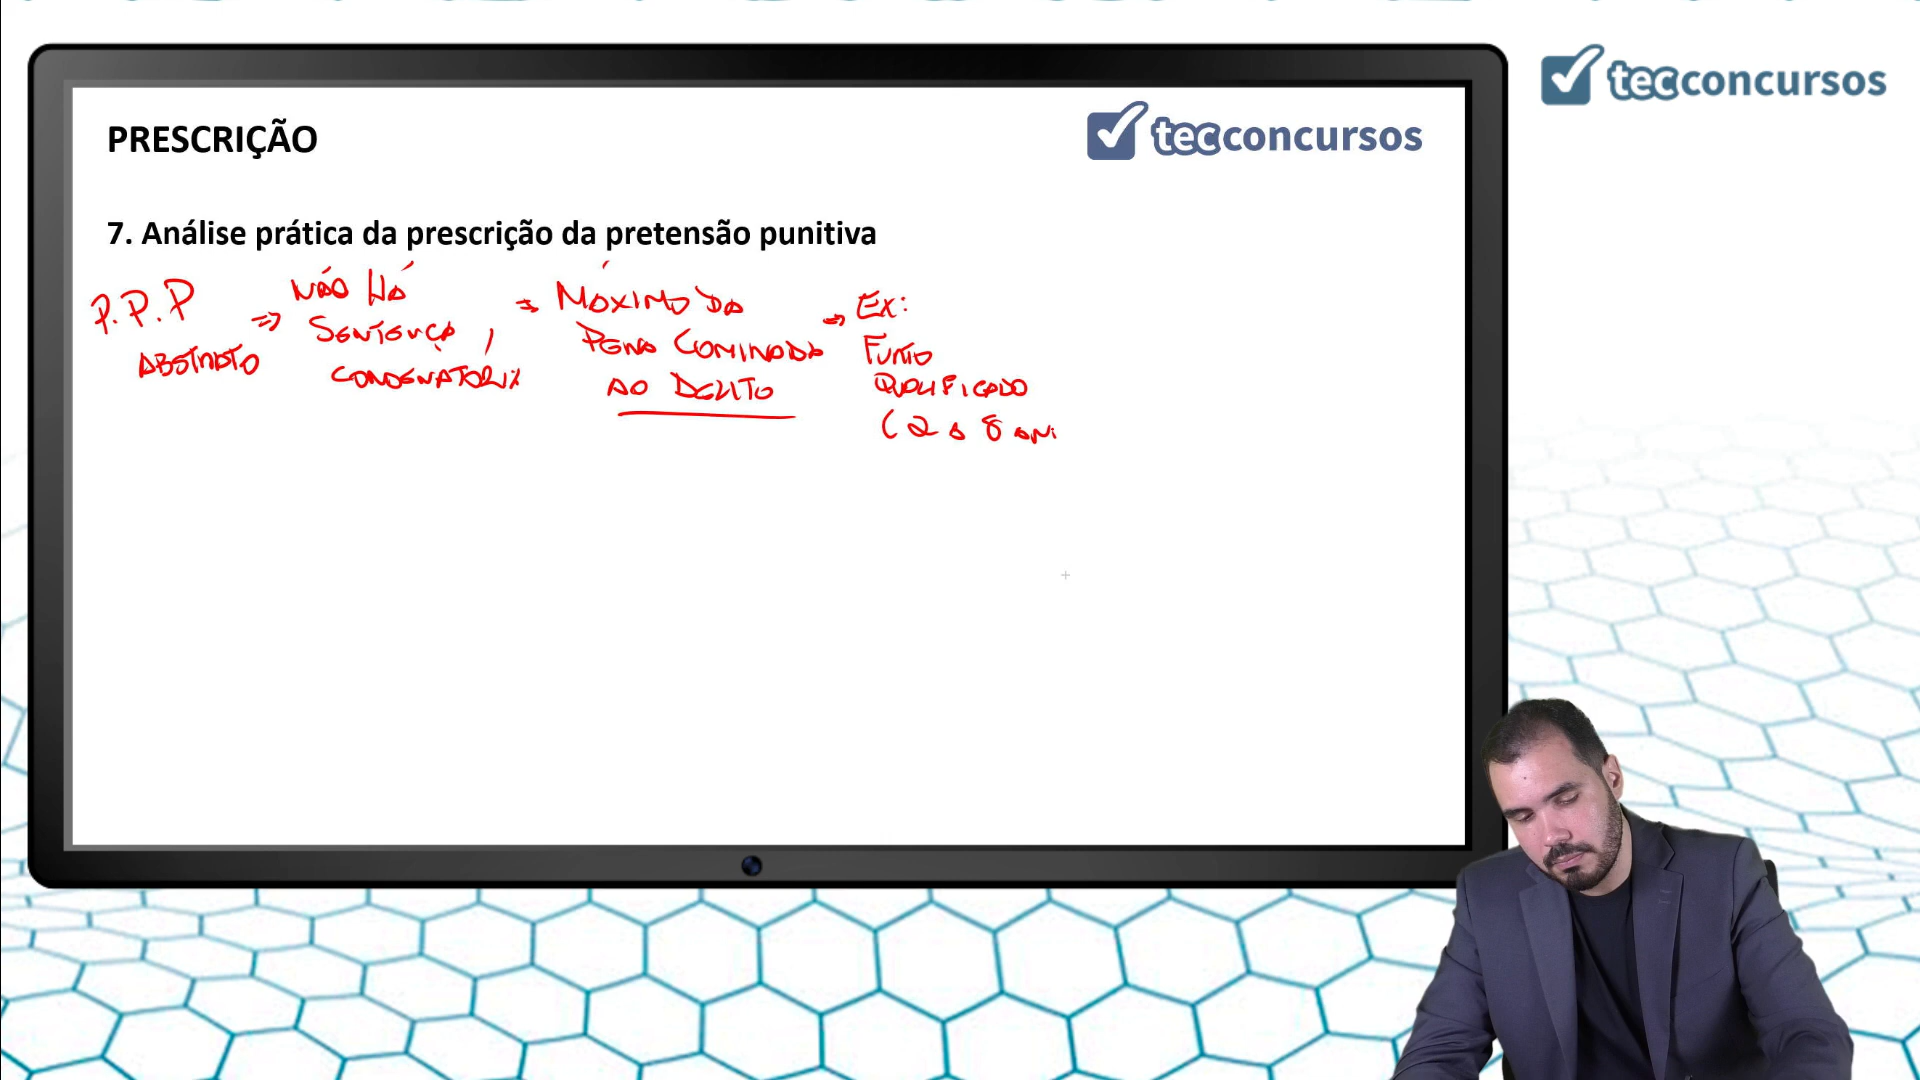 tecconcursos
PRESCRIÇÃO
tecconcursos
7. Análise prática da prescrição da pretensão punitiva
P.P.P
ABSTRATO
=> NÃO HÁ
SENTENÇA
CONDENATÓRIA
=> MÁXIMO DA
PENA COMINADA
AO DELITO
=> EX:
FURTO
QUALIFICADO
(2 A 8 ANI